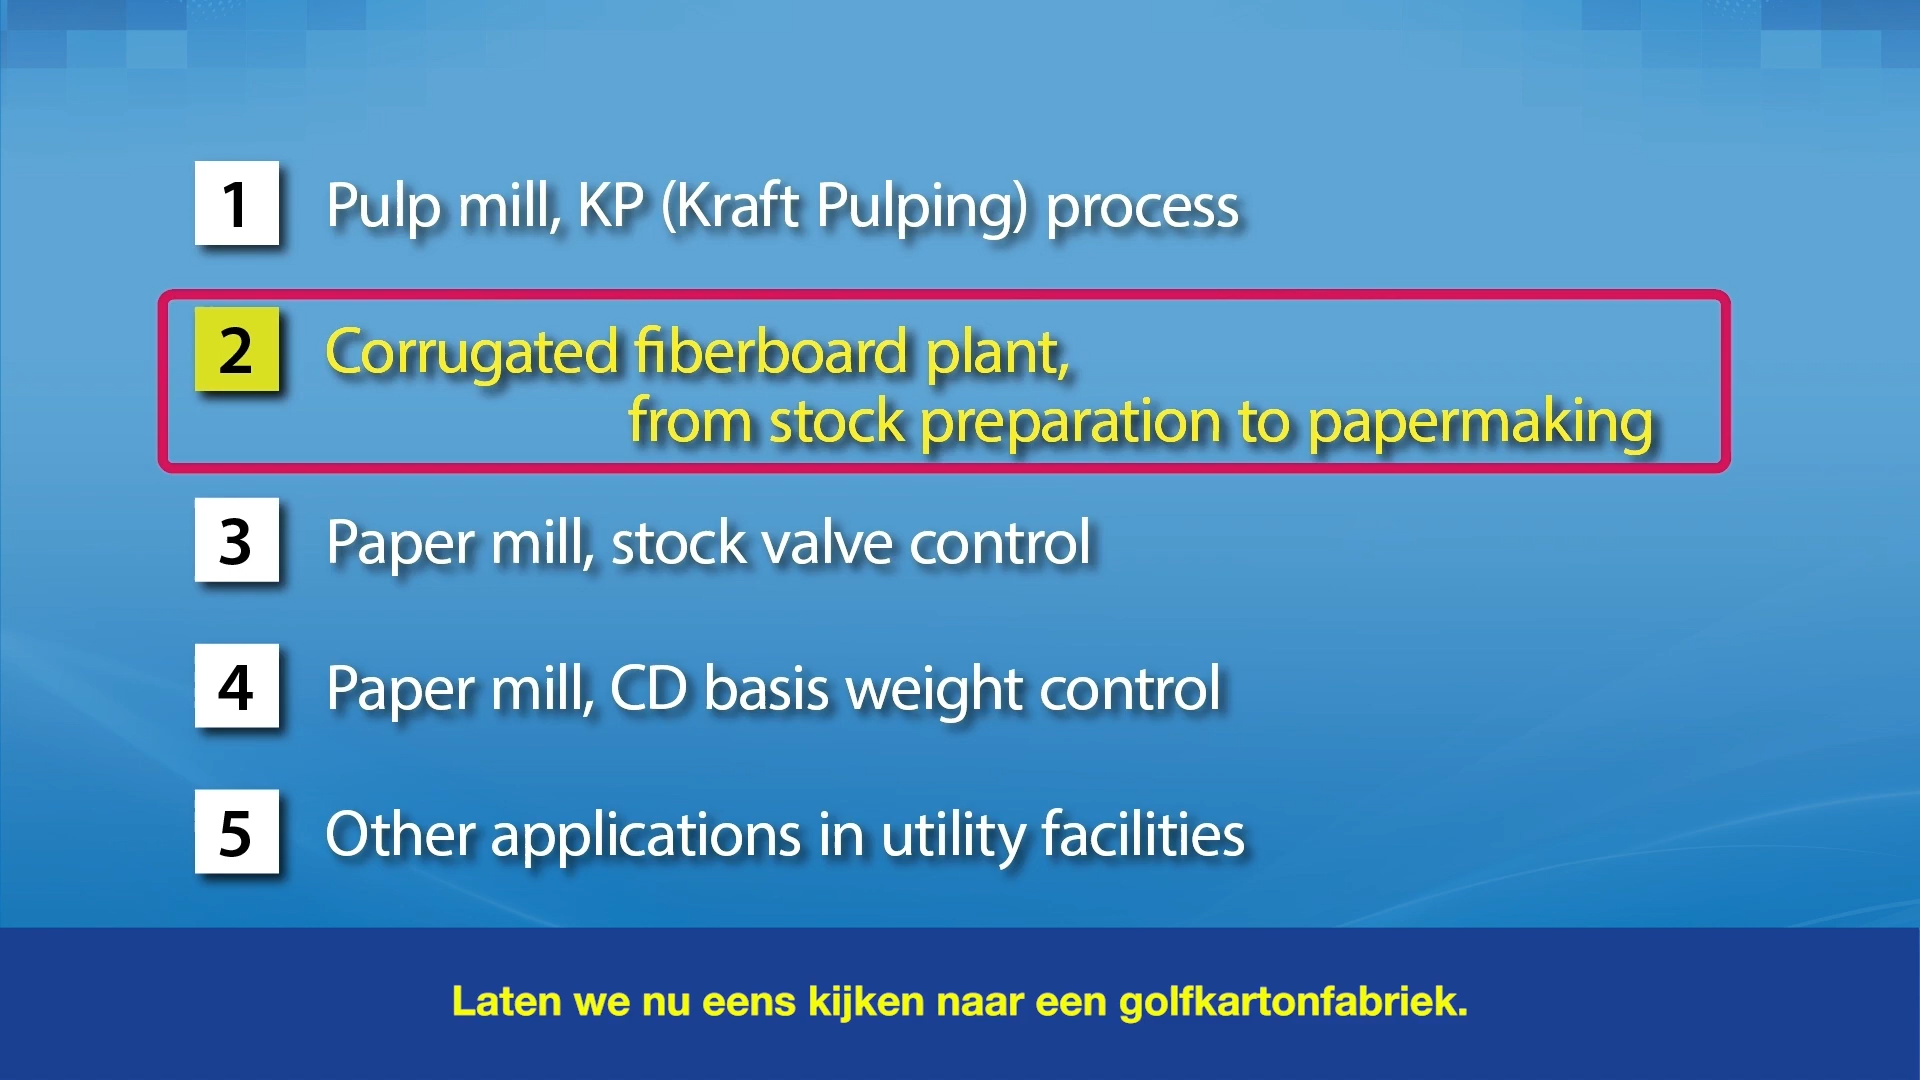 1 Pulp mill, KP (Kraft Pulping) process
2 Corrugated fiberboard plant,
from stock preparation to papermaking
3 Paper mill, stock valve control
4 Paper mill, CD basis weight control
5 Other applications in utility facilities
Laten we nu eens kijken naar een golfkartonfabriek.